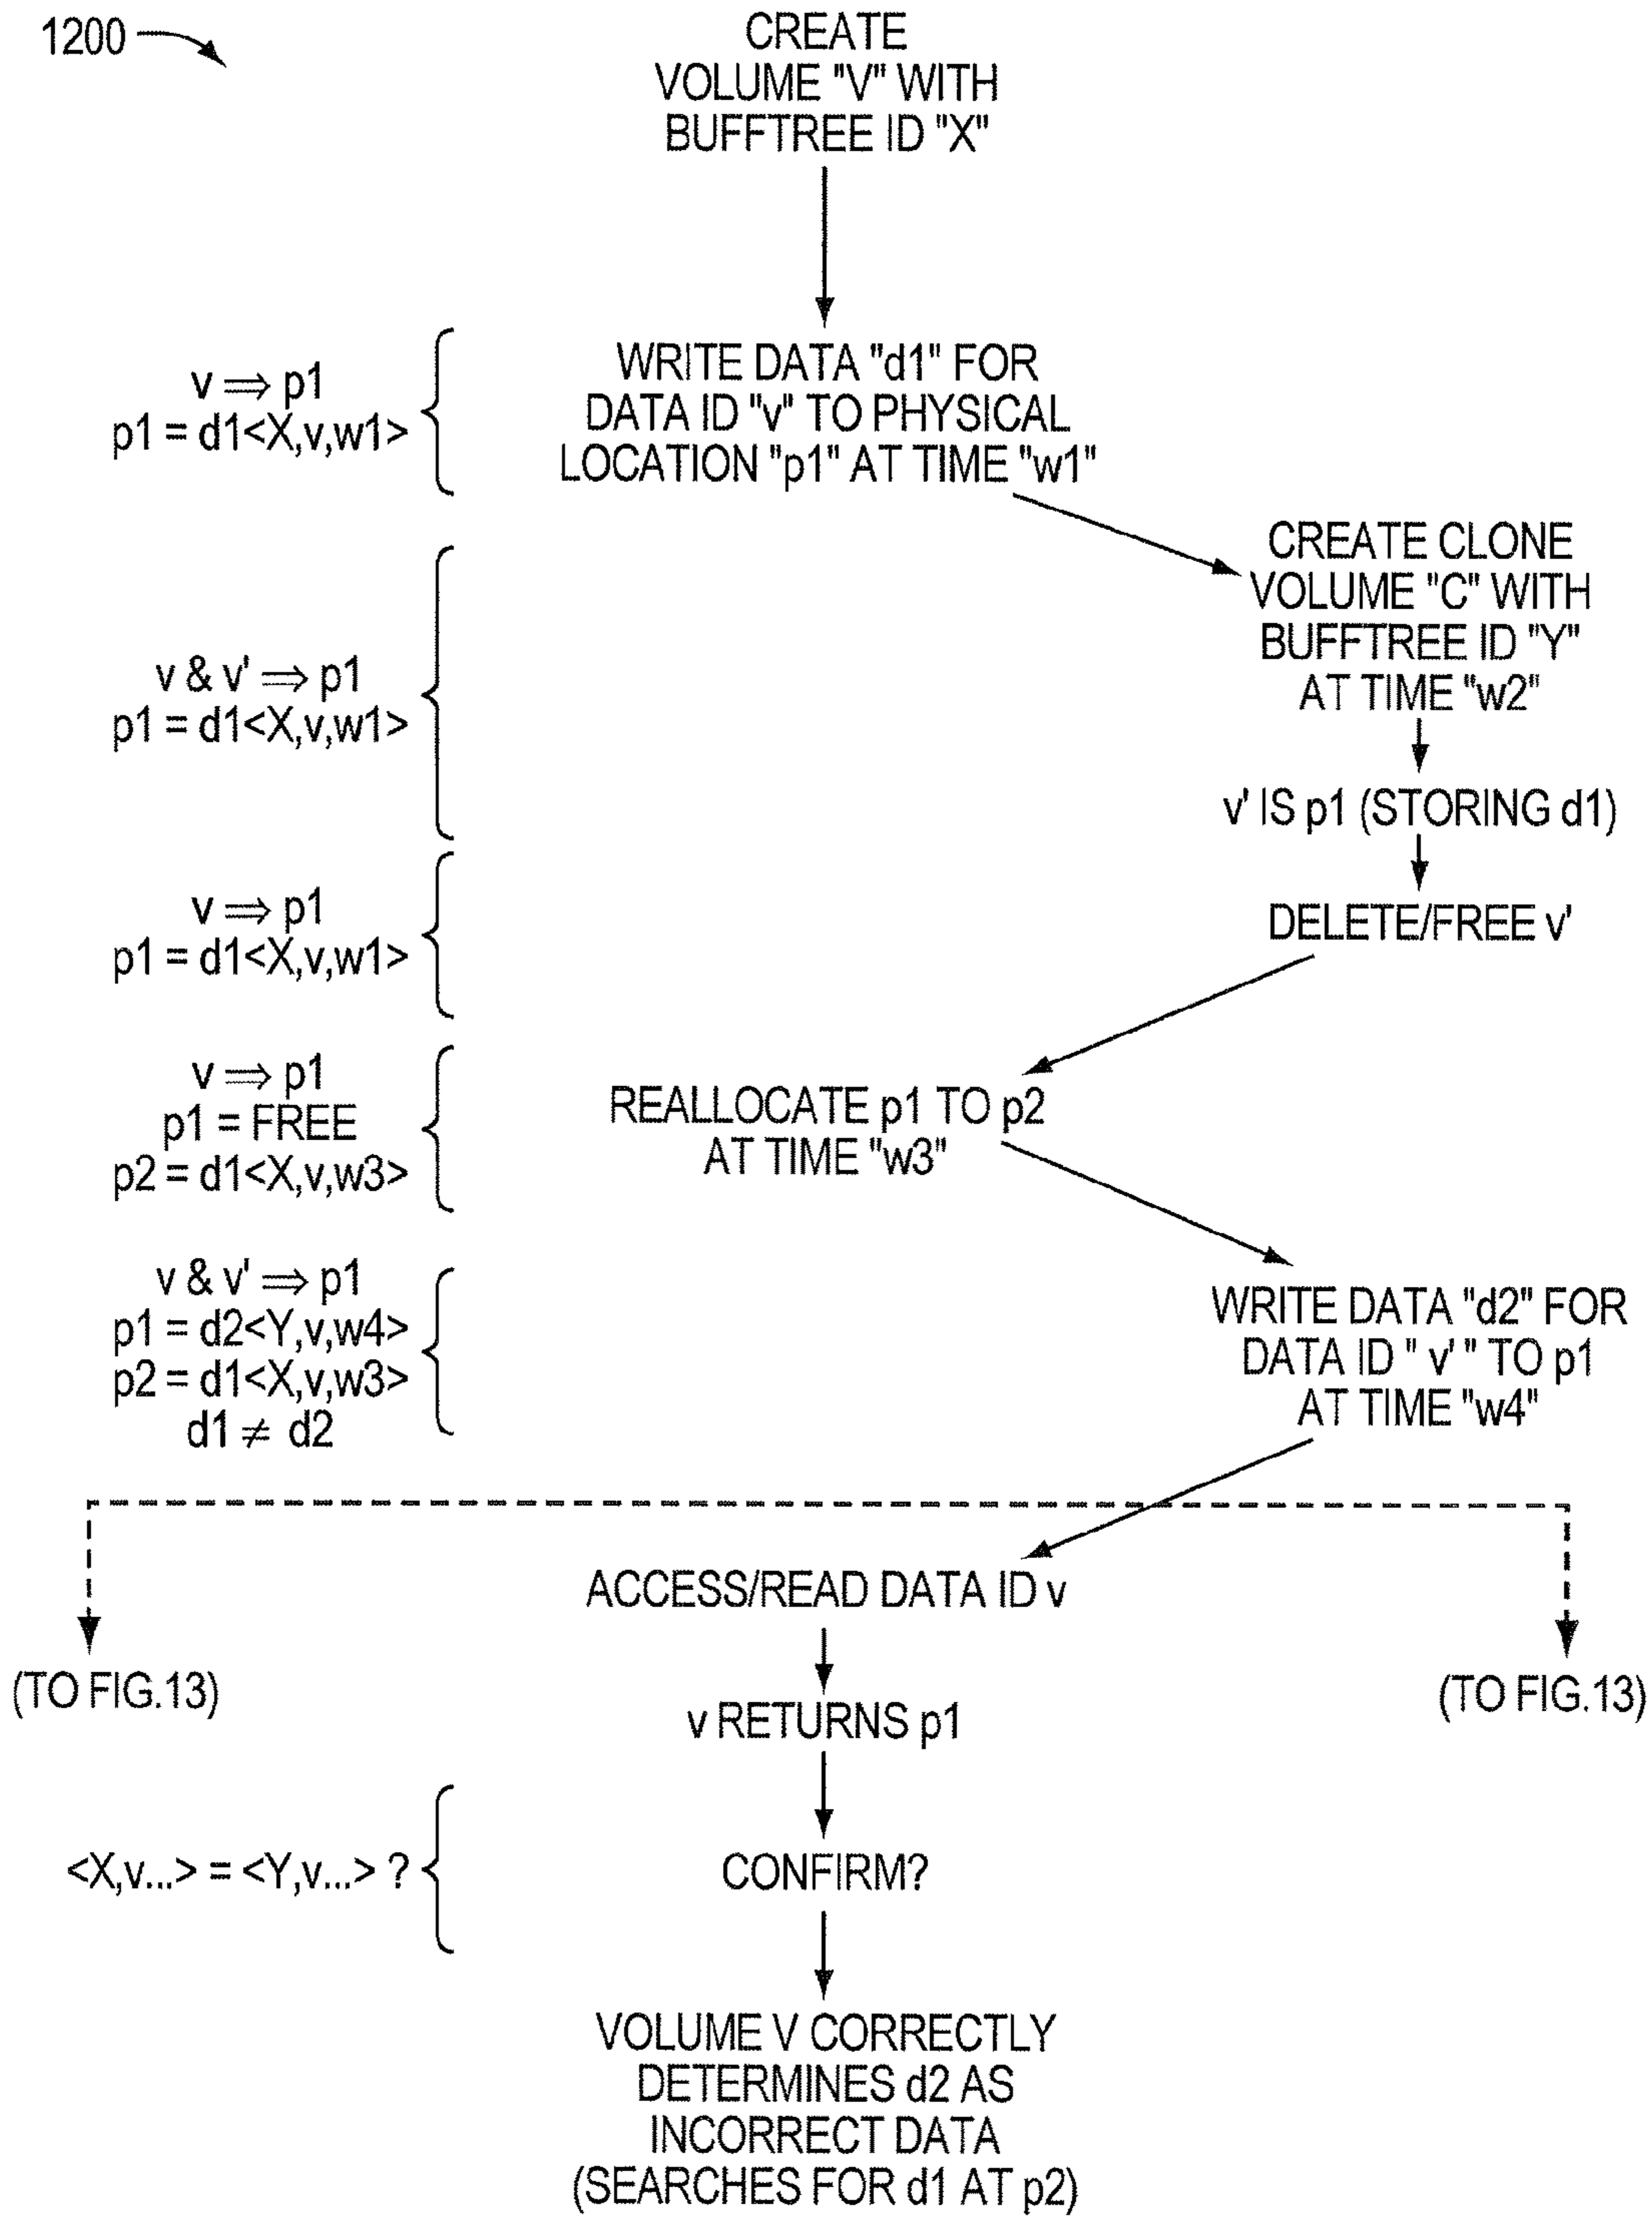 1200
CREATE
VOLUME "V" WITH
BUFFTREE ID "X"
v ⇒ p1
p1 = d1<X,v,w1>
WRITE DATA "d1" FOR
DATA ID "v" TO PHYSICAL
LOCATION "p1" AT TIME "w1"
CREATE CLONE
VOLUME "C" WITH
BUFFTREE ID "Y"
AT TIME "w2"
v & v' ⇒ p1
p1 = d1<X,v,w1>
v' IS p1 (STORING d1)
v ⇒ p1
p1 = d1<X,v,w1>
DELETE/FREE v'
v ⇒ p1
p1 = FREE
p2 = d1<X,v,w3>
REALLOCATE p1 TO p2
AT TIME "w3"
v & v' ⇒ p1
p1 = d2<Y,v,w4>
p2 = d1<X,v,w3>
d1 ≠ d2
WRITE DATA "d2" FOR
DATA ID " v' " TO p1
AT TIME "w4"
ACCESS/READ DATA ID v
(TO FIG.13)
(TO FIG.13)
v RETURNS p1
<X,v...> = <Y,v...> ?
CONFIRM?
VOLUME V CORRECTLY
DETERMINES d2 AS
INCORRECT DATA
(SEARCHES FOR d1 AT p2)